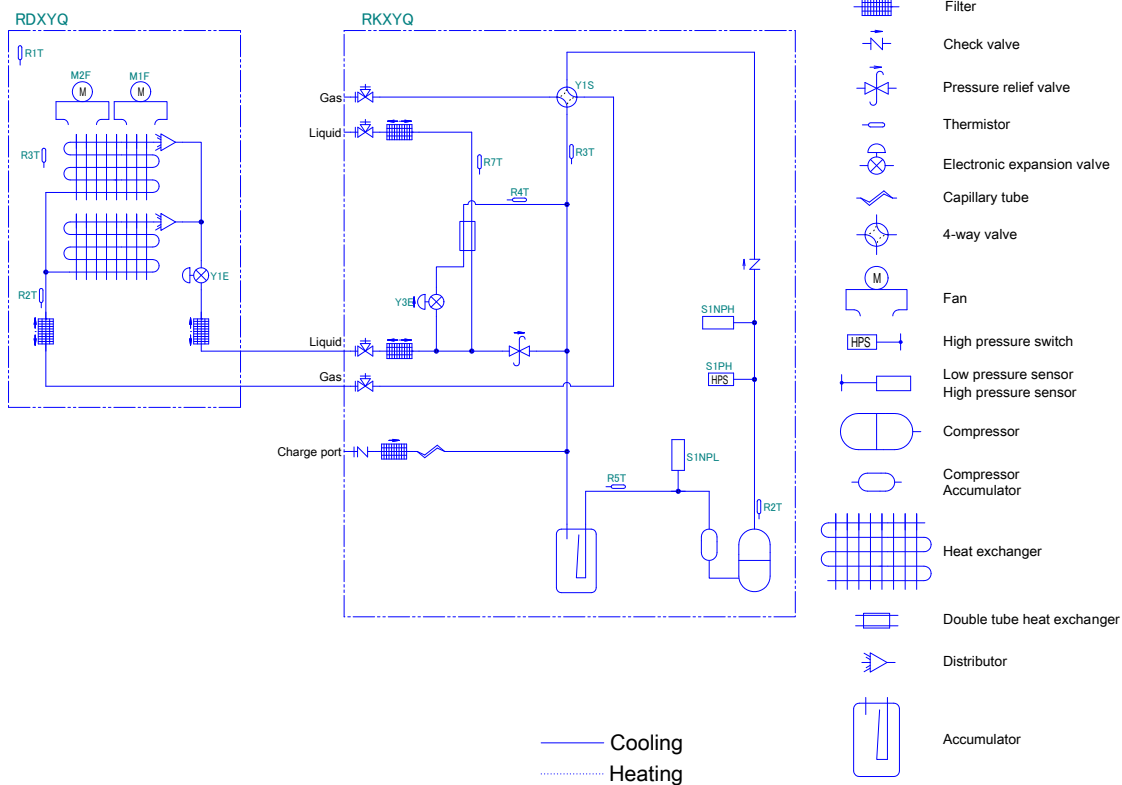 RDXYQ
R1T
M2F
M1F
M
M
R3T
Y1E
R2T
RKXYQ
Gas
Y1S
Liquid
R7T
R3T
R4T
Y3E
S1NPH
Liquid
Gas
S1PH
HPS
Charge port
S1NPL
R5T
R2T
Filter
Check valve
Pressure relief valve
Thermistor
Electronic expansion valve
Capillary tube
4-way valve
M
Fan
HPS
High pressure switch
Low pressure sensor
High pressure sensor
Compressor
Compressor
Accumulator
Heat exchanger
Double tube heat exchanger
Distributor
Accumulator
Cooling
Heating